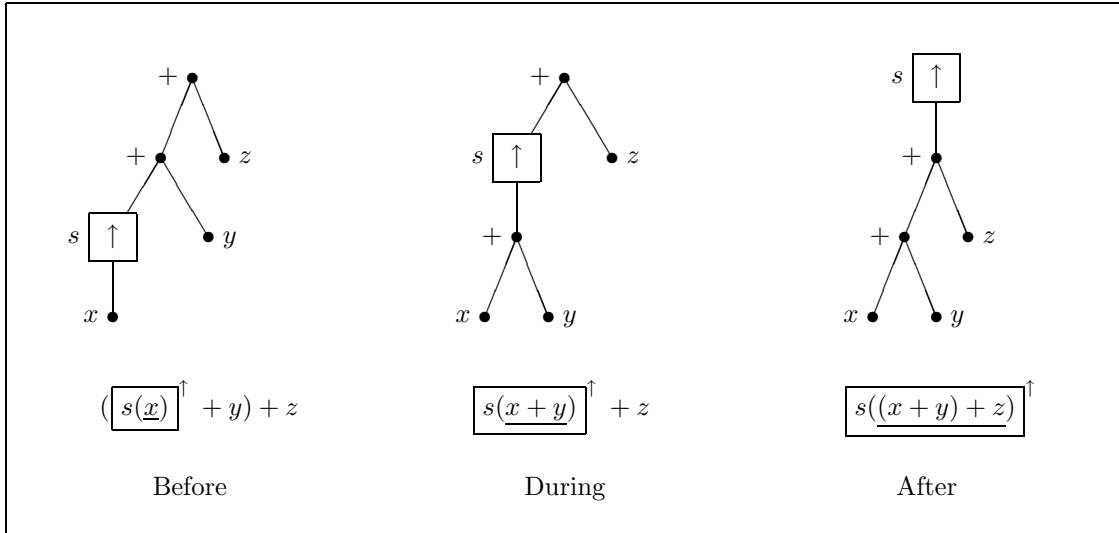 + + s ↑
s ↑
+ + z s ↑ z +
s ↑ y + + z
x x y x y
( s(x) ↑ + y) + z s(x + y) ↑ + z s((x + y) + z) ↑
Before During After